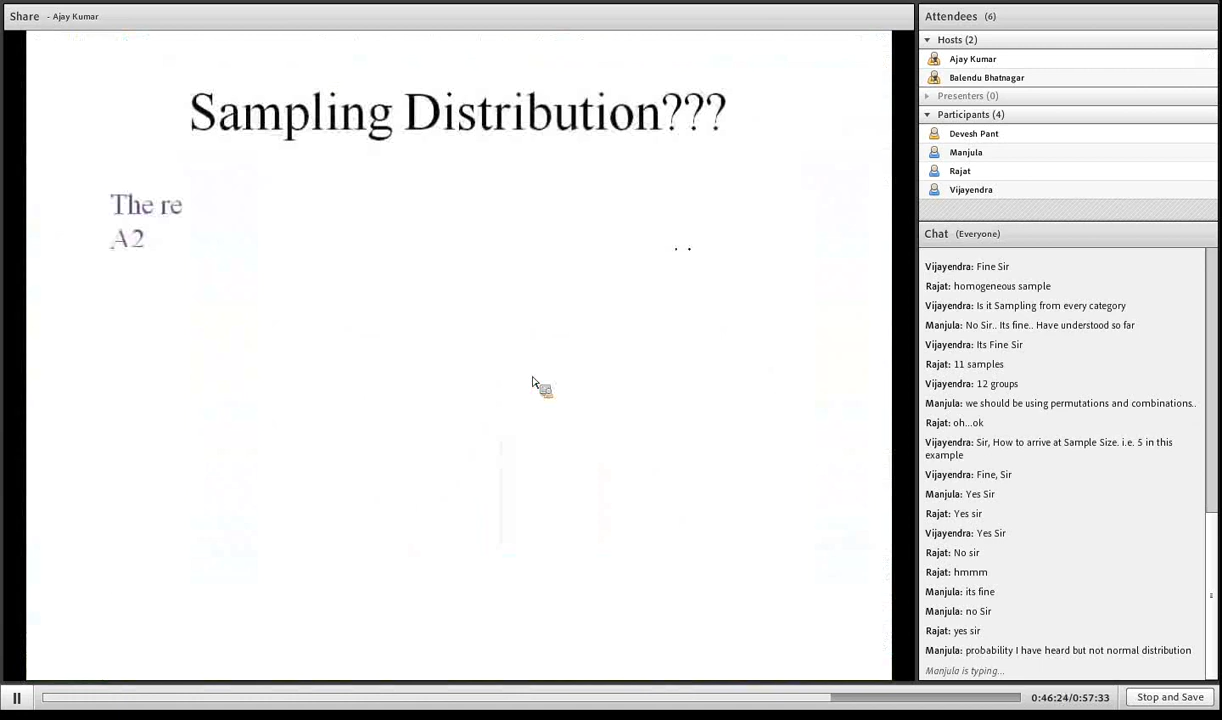 Share - Ajay Kumar
Sampling Distribution???
The re
A2
. .
Attendees (6)
Hosts (2)
Ajay Kumar
Balendu Bhatnagar
Presenters (0)
Participants (4)
Devesh Pant
Manjula
Rajat
Vijayendra
Chat (Everyone)
Vijayendra: Fine Sir
Rajat: homogeneous sample
Vijayendra: Is it Sampling from every category
Manjula: No Sir.. Its fine.. Have understood so far
Vijayendra: Its Fine Sir
Rajat: 11 samples
Vijayendra: 12 groups
Manjula: we should be using permutations and combinations..
Rajat: oh...ok
Vijayendra: Sir, How to arrive at Sample Size. i.e. 5 in this
example
Vijayendra: Fine, Sir
Manjula: Yes Sir
Rajat: Yes sir
Vijayendra: Yes Sir
Rajat: No sir
Rajat: hmmm
Manjula: its fine
Manjula: no Sir
Rajat: yes sir
Manjula: probability I have heard but not normal distribution
Manjula is typing...
0:46:24/0:57:33
Stop and Save